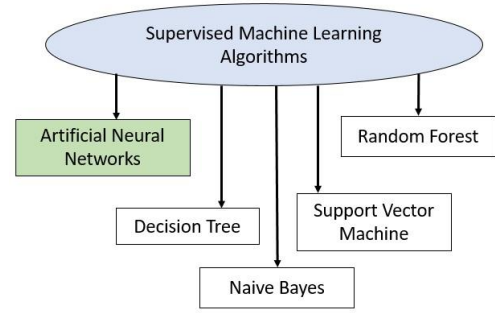 Supervised Machine Learning
Algorithms
Artificial Neural
Networks
Random Forest
Decision Tree
Support Vector
Machine
Naive Bayes